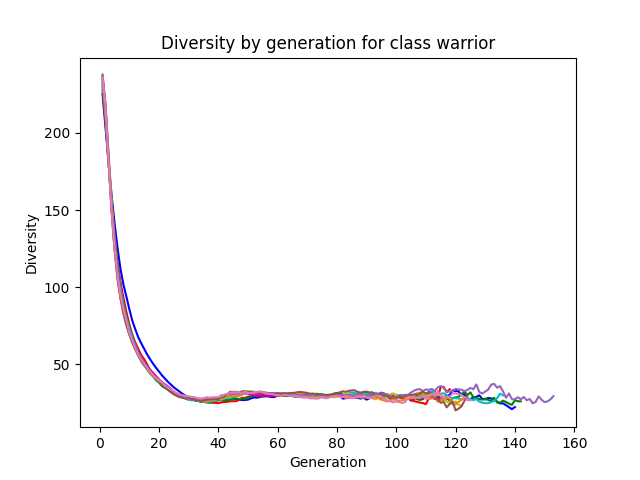 Diversity by generation for class warrior
200
150
100
50
Diversity
0 20 40 60 80 100 120 140 160
Generation